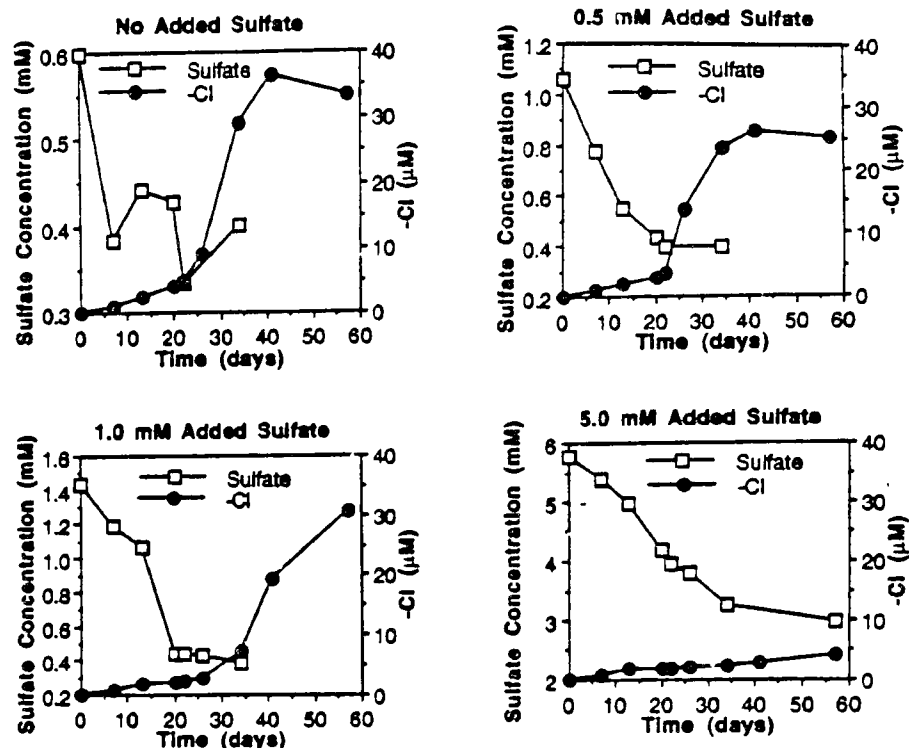 No Added Sulfate
Sulfate Concentration (mM)
0.6
0.5
0.4
0.3
Sulfate
-Cl
40
30
20
10
0
-Cl (μM)
0 10 20 30 40 50 60
Time (days)
0.5 mM Added Sulfate
Sulfate Concentration (mM)
1.2
1.0
0.8
0.6
0.4
0.2
Sulfate
-Cl
40
30
20
10
0
-Cl (μM)
0 10 20 30 40 50 60
Time (days)
1.0 mM Added Sulfate
Sulfate Concentration (mM)
1.6
1.4
1.2
1.0
0.8
0.6
0.4
0.2
Sulfate
-Cl
40
30
20
10
0
-Cl (μM)
0 20 40 60
Time (days)
5.0 mM Added Sulfate
Sulfate Concentration (mM)
6
5
4
3
2
Sulfate
-Cl
40
30
20
10
0
-Cl (μM)
0 10 20 30 40 50 60
Time (days)